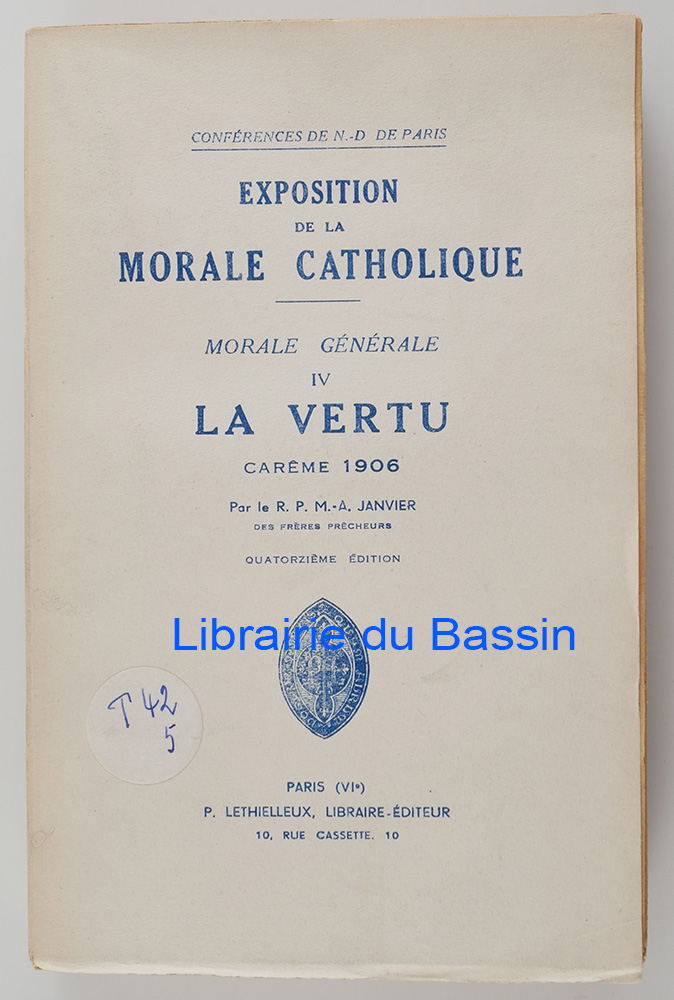 CONFÉRENCES DE N.-D DE PARIS
EXPOSITION
DE LA
MORALE CATHOLIQUE
MORALE GÉNÉRALE
IV
LA VERTU
CARÊME 1906
Par le R. P. M.-A. JANVIER
DES FRÈRES PRÊCHEURS
QUATORZIÈME ÉDITION
Librairie du Bassin
T 42
5
PARIS (VIe)
P. LETHIELLEUX, LIBRAIRE-ÉDITEUR
10, RUE CASSETTE. 10